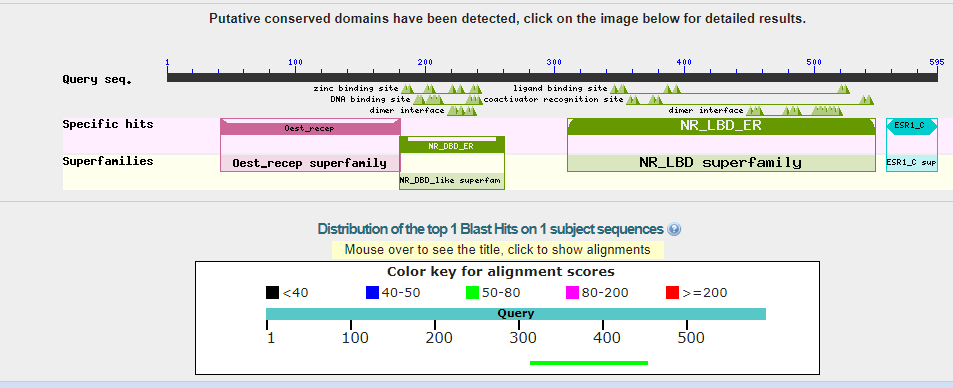 Putative conserved domains have been detected, click on the image below for detailed results.
1 100 200 300 400 500 595
Query seq.
zinc binding site ligand binding site
DNA binding site coactivator recognition site
dimer interface dimer interface
Specific hits Oest_recep NR_LBD_ER ESR1_C
NR_DBD_ER
Superfamilies Oest_recep superfamily NR_LBD superfamily ESR1_C sup
NR_DBD_like superfam
Distribution of the top 1 Blast Hits on 1 subject sequences ?
Mouse over to see the title, click to show alignments
Color key for alignment scores
<40 40-50 50-80 80-200 >=200
Query
1 100 200 300 400 500